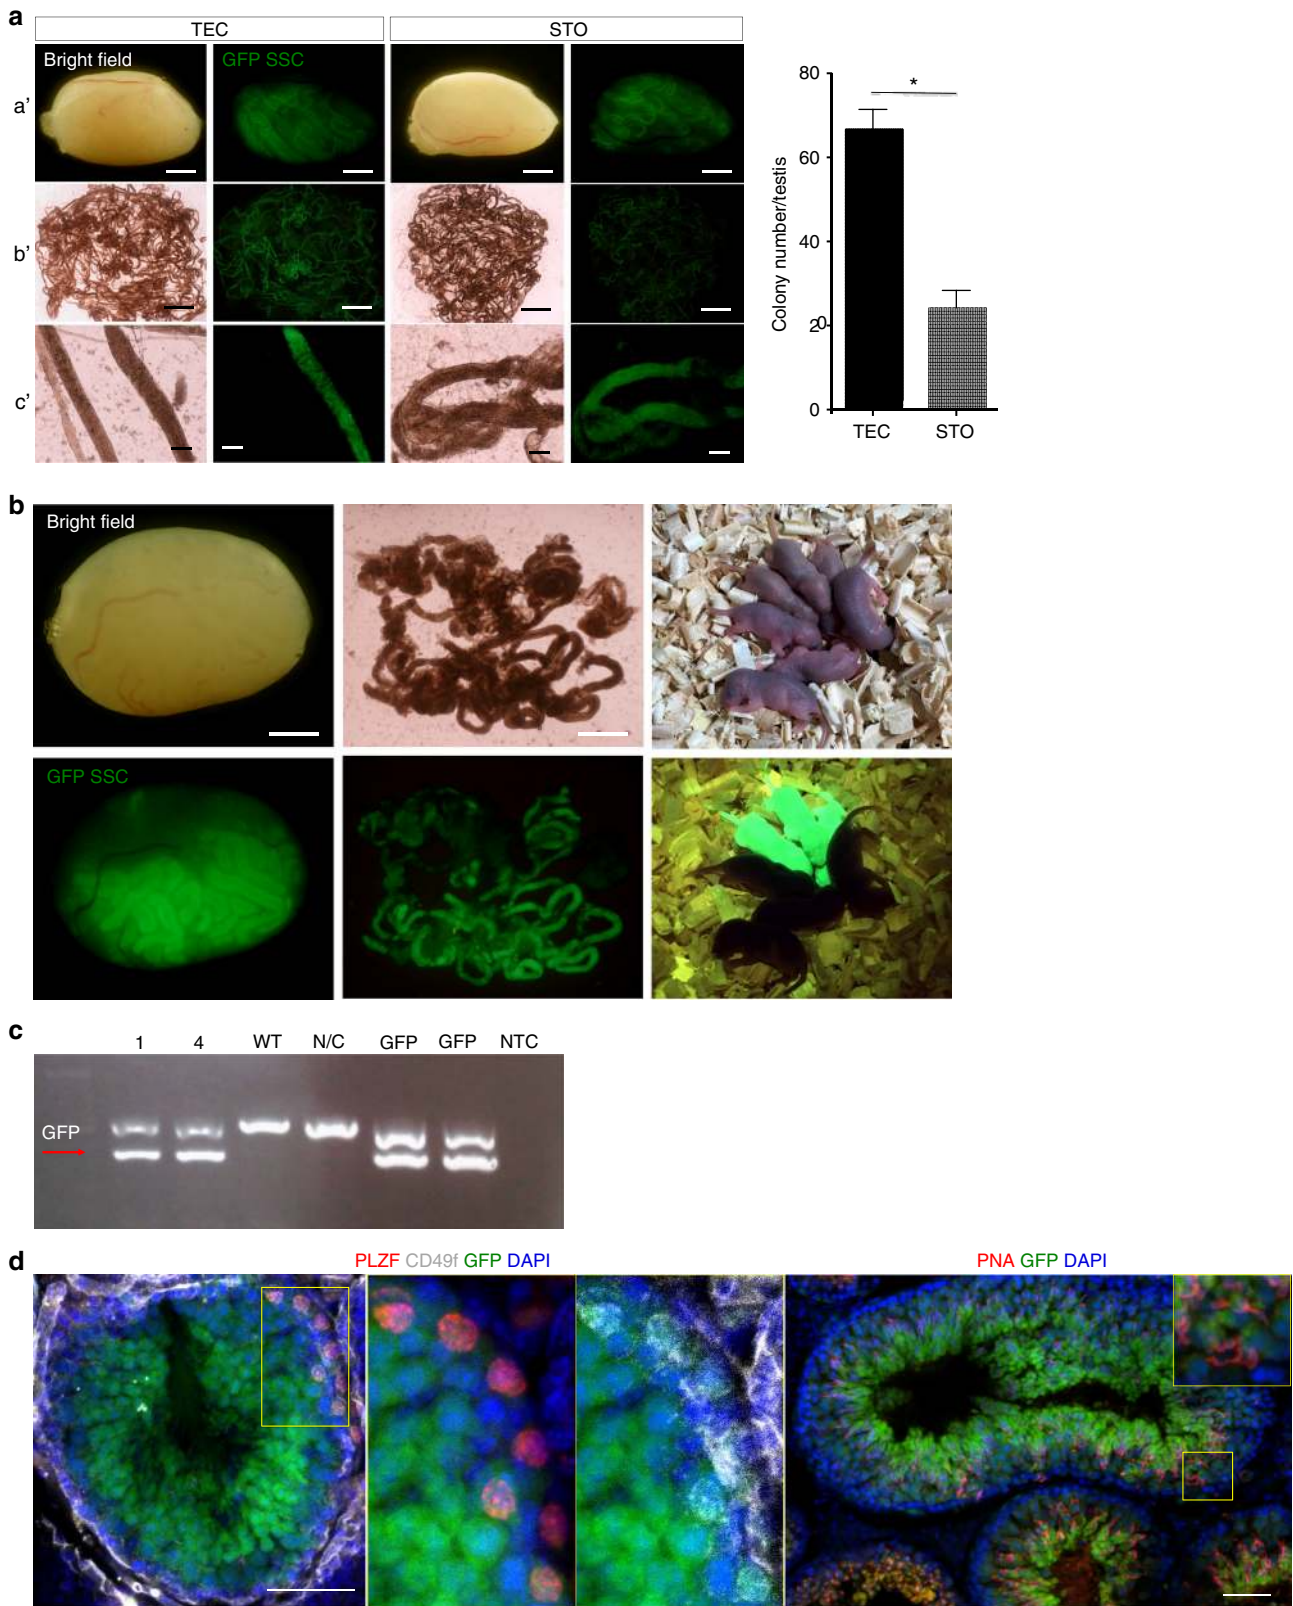 a
TEC
STO
Bright field
GFP SSC
a’
b’
c’
80
60
40
20
0
*
Colony number/testis
TEC
STO
b
Bright field
GFP SSC
c
1 4 WT N/C GFP GFP NTC
GFP
d
PLZF CD49f GFP DAPI
PNA GFP DAPI